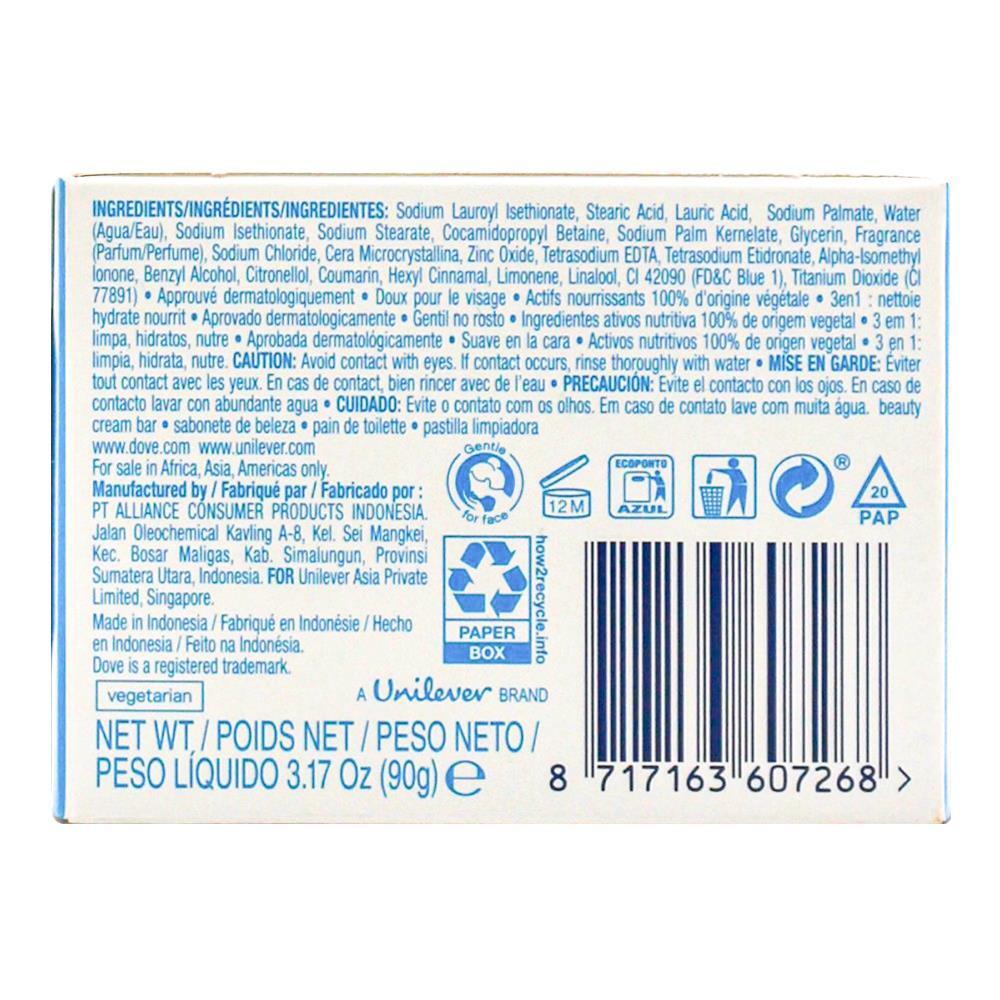 INGREDIENTS/INGRÉDIENTS/INGREDIENTES: Sodium Lauroyl Isethionate, Stearic Acid, Lauric Acid, Sodium Palmate, Water
(Agua/Eau), Sodium Isethionate, Sodium Stearate, Cocamidopropyl Betaine, Sodium Palm Kernelate, Glycerin, Fragrance
(Parfum/Perfume), Sodium Chloride, Cera Microcrystallina, Zinc Oxide, Tetrasodium EDTA, Tetrasodium Etidronate, Alpha-Isomethyl
Ionone, Benzyl Alcohol, Citronellol, Coumarin, Hexyl Cinnamal, Limonene, Linalool, CI 42090 (FD&C Blue 1), Titanium Dioxide (CI
77891) • Approuvé dermatologiquement • Doux pour le visage • Actifs nourrissants 100% d'origine végétale • 3en1 : nettoie
hydrate nourrit • Aprovado dermatologicamente • Gentil no rosto • Ingredientes ativos nutritiva 100% de origem vegetal • 3 em 1:
limpa, hidratos, nutre • Aprobada dermatológicamente • Suave en la cara • Activos nutritivos 100% de origen vegetal • 3 en 1:
limpia, hidrata, nutre. CAUTION: Avoid contact with eyes. If contact occurs, rinse thoroughly with water • MISE EN GARDE: Éviter
tout contact avec les yeux. En cas de contact, bien rincer avec de l'eau • PRECAUCIÓN: Evite el contacto con los ojos. En caso de
contacto lavar con abundante agua • CUIDADO: Evite o contato com os olhos. Em caso de contato lave com muita água. beauty
cream bar • sabonete de beleza • pain de toilette • pastilla limpiadora
www.dove.com www.unilever.com
For sale in Africa, Asia, Americas only.
Manufactured by / Fabriqué par / Fabricado por :
PT ALLIANCE CONSUMER PRODUCTS INDONESIA.
Jalan Oleochemical Kavling A-8, Kel. Sei Mangkei,
Kec. Bosar Maligas, Kab. Simalungun, Provinsi
Sumatera Utara, Indonesia. FOR Unilever Asia Private
Limited, Singapore.
Made in Indonesia / Fabriqué en Indonésie / Hecho
en Indonesia / Feito na Indonésia.
Dove is a registered trademark.
vegetarian
Gentle
for face
12 M
ECOPONTO
AZUL
®
20
PAP
how2recycle.info
PAPER
BOX
A Unilever BRAND
NET WT. / POIDS NET / PESO NETO /
PESO LÍQUIDO 3.17 Oz (90g) ℮
8 717163 607268 >